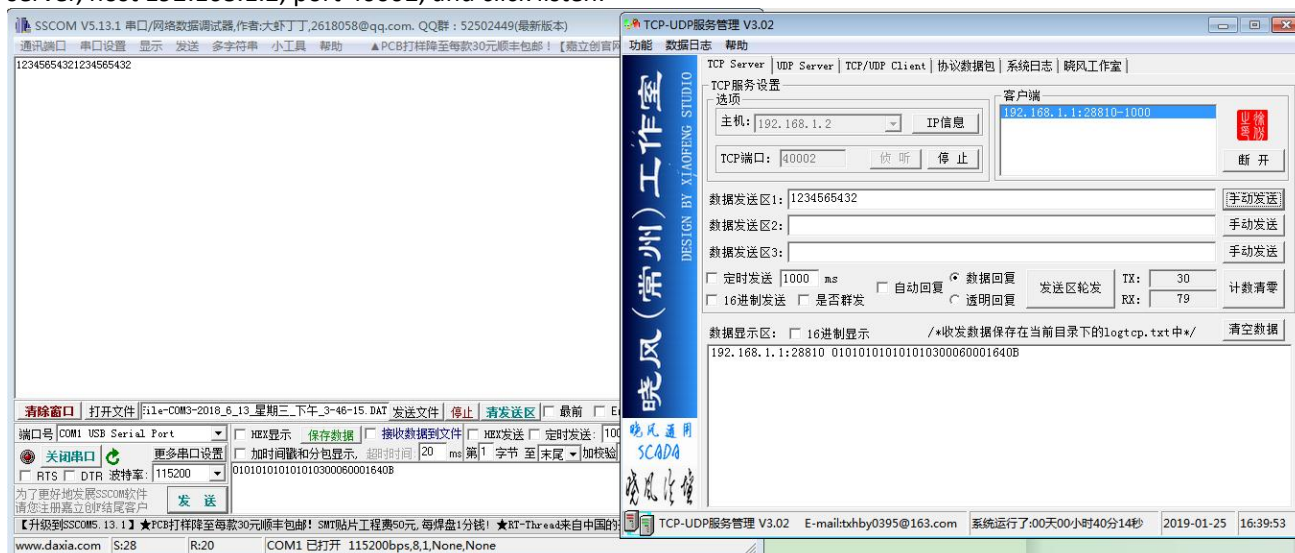 server, host 192.168.1.2, port 40002, and click listen.
SSCOM V5.13.1 串口/网络数据调试器,作者:大虾丁丁,2618058@qq.com. QQ群：52502449(最新版本)
通讯端口 串口设置 显示 发送 多字符串 小工具 帮助 ▲PCB打样降至每款30元顺丰包邮！【嘉立创官网
12345654321234565432
清除窗口 打开文件 File-COM3-2018_6_13_星期三_下午_3-46-15.DAT 发送文件 停止 清发送区 最前
端口号 COM1 USB Serial Port HEX显示 保存数据 接收数据到文件 HEX发送 定时发送: 100
关闭串口 更多串口设置 加时间戳和分包显示, 超时时间: 20 ms 第1 字节 至 末尾 加校验
RTS DTR 波特率: 115200 010101010101010300060001640B
为了更好地发展SSCOM软件
请您注册嘉立创F结尾客户
发 送
【升级到SSCOM5.13.1】★PCB打样降至每款30元顺丰包邮！SMT贴片工程费50元,每焊盘1分钱！★RT-Thread来自中国的
www.daxia.com S:28 R:20 COM1 已打开 115200bps,8,1,None,None
TCP-UDP服务管理 V3.02
功能 数据日志 帮助
晓风（常州）工作室
DESIGN BY XIAOFENG STUDIO
晓风通用
SCADA
TCP Server UDP Server TCP/UDP Client 协议数据包 系统日志 晓风工作室
TCP服务设置
选项
主机: 192.168.1.2 IP信息
TCP端口: 40002 侦 听 停 止
客户端
192.168.1.1:28810-1000
断 开
数据发送区1: 1234565432 手动发送
数据发送区2: 手动发送
数据发送区3: 手动发送
定时发送 1000 ms 自动回复 数据回复 发送区轮发 TX: 30 计数清零
16进制发送 是否群发 透明回复 RX: 79
数据显示区: 16进制显示 /*收发数据保存在当前目录下的logtcp.txt中*/ 清空数据
192.168.1.1:28810 010101010101010300060001640B
TCP-UDP服务管理 V3.02 E-mail:txhby0395@163.com 系统运行了:00天00小时40分14秒 2019-01-25 16:39:53